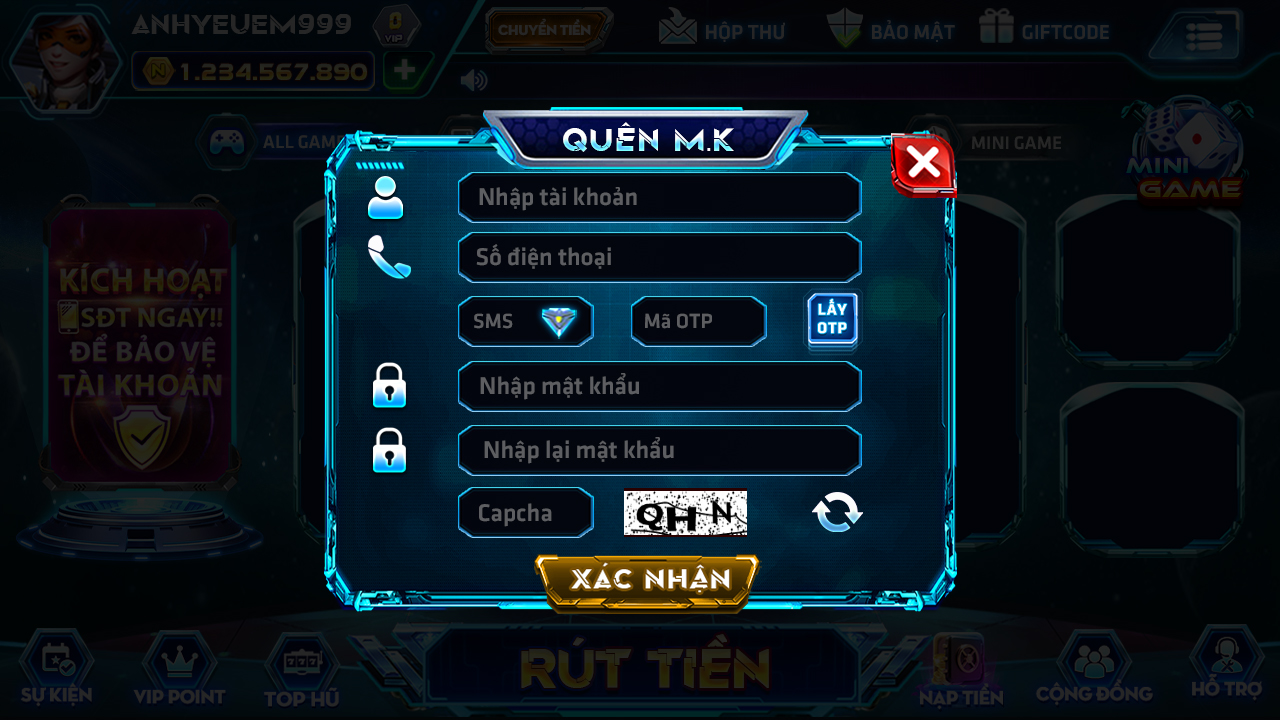 ANHYEUEM999
VIP
1.234.567.890
CHUYỂN TIỀN
HỘP THƯ
BẢO MẬT
GIFTCODE
ALL GAM
MINI GAME
MINI
GAME
QUÊN M.K
Nhập tài khoản
Số điện thoại
SMS
Mã OTP
LẤY
OTP
Nhập mật khẩu
Nhập lại mật khẩu
Capcha
QH N
XÁC NHẬN
KÍCH HOẠT
SĐT NGAY!!
ĐỂ BẢO VỆ
TÀI KHOẢN
SỰ KIỆN
VIP POINT
777
TOP HŨ
RÚT TIỀN
NẠP TIỀN
CỘNG ĐỒNG
HỖ TRỢ